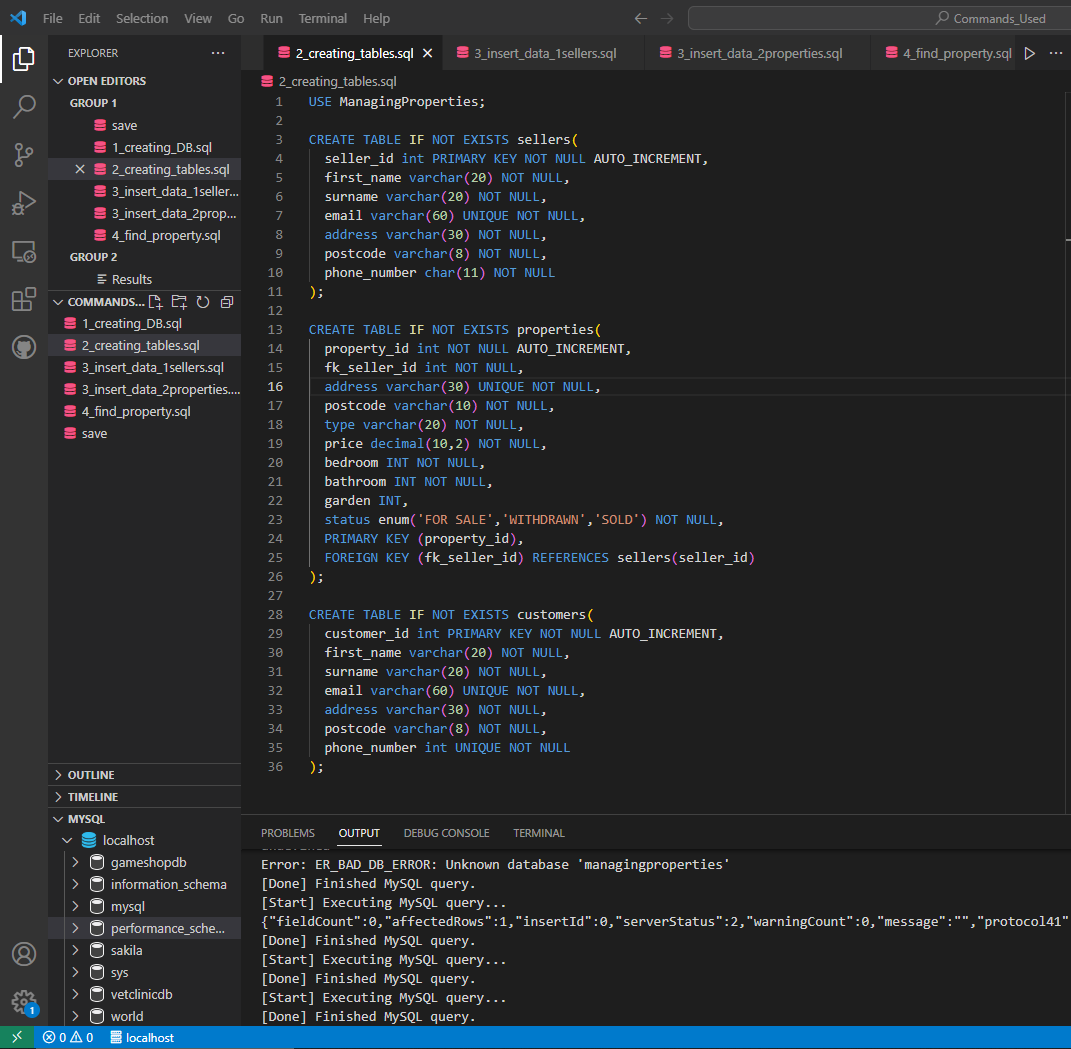 File Edit Selection View Go Run Terminal Help
Commands_Used
EXPLORER
2_creating_tables.sql
3_insert_data_1sellers.sql
3_insert_data_2properties.sql
4_find_property.sql
OPEN EDITORS
GROUP 1
save
1_creating_DB.sql
2_creating_tables.sql
3_insert_data_1seller...
3_insert_data_2prop...
4_find_property.sql
GROUP 2
Results
COMMANDS...
1_creating_DB.sql
2_creating_tables.sql
3_insert_data_1sellers.sql
3_insert_data_2properties....
4_find_property.sql
save
OUTLINE
TIMELINE
MYSQL
localhost
gameshopdb
information_schema
mysql
performance_sche...
sakila
sys
vetclinicdb
world
2_creating_tables.sql
1 USE ManagingProperties;
2
3 CREATE TABLE IF NOT EXISTS sellers(
4 seller_id int PRIMARY KEY NOT NULL AUTO_INCREMENT,
5 first_name varchar(20) NOT NULL,
6 surname varchar(20) NOT NULL,
7 email varchar(60) UNIQUE NOT NULL,
8 address varchar(30) NOT NULL,
9 postcode varchar(8) NOT NULL,
10 phone_number char(11) NOT NULL
11 );
12
13 CREATE TABLE IF NOT EXISTS properties(
14 property_id int NOT NULL AUTO_INCREMENT,
15 fk_seller_id int NOT NULL,
16 address varchar(30) UNIQUE NOT NULL,
17 postcode varchar(10) NOT NULL,
18 type varchar(20) NOT NULL,
19 price decimal(10,2) NOT NULL,
20 bedroom INT NOT NULL,
21 bathroom INT NOT NULL,
22 garden INT,
23 status enum('FOR SALE','WITHDRAWN','SOLD') NOT NULL,
24 PRIMARY KEY (property_id),
25 FOREIGN KEY (fk_seller_id) REFERENCES sellers(seller_id)
26 );
27
28 CREATE TABLE IF NOT EXISTS customers(
29 customer_id int PRIMARY KEY NOT NULL AUTO_INCREMENT,
30 first_name varchar(20) NOT NULL,
31 surname varchar(20) NOT NULL,
32 email varchar(60) UNIQUE NOT NULL,
33 address varchar(30) NOT NULL,
34 postcode varchar(8) NOT NULL,
35 phone_number int UNIQUE NOT NULL
36 );
PROBLEMS OUTPUT DEBUG CONSOLE TERMINAL
Error: ER_BAD_DB_ERROR: Unknown database 'managingproperties'
[Done] Finished MySQL query.
[Start] Executing MySQL query...
{"fieldCount":0,"affectedRows":1,"insertId":0,"serverStatus":2,"warningCount":0,"message":"","protocol41"
[Done] Finished MySQL query.
[Start] Executing MySQL query...
[Done] Finished MySQL query.
[Start] Executing MySQL query...
[Done] Finished MySQL query.
1
0 0 localhost